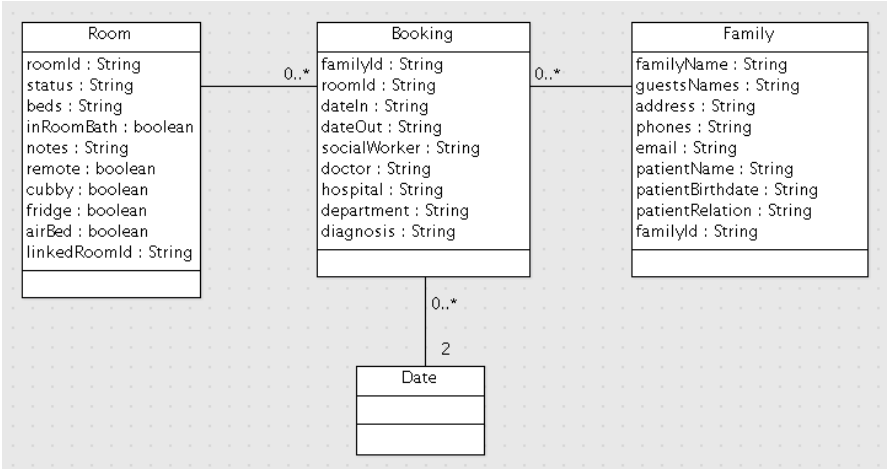 Room
roomId : String
status : String
beds : String
inRoomBath : boolean
notes : String
remote : boolean
cubby : boolean
fridge : boolean
airBed : boolean
linkedRoomId : String
0..*
Booking
familyId : String
roomId : String
dateIn : String
dateOut : String
socialWorker : String
doctor : String
hospital : String
department : String
diagnosis : String
0..*
Family
familyName : String
guestsNames : String
address : String
phones : String
email : String
patientName : String
patientBirthdate : String
patientRelation : String
familyId : String
0..*
2
Date